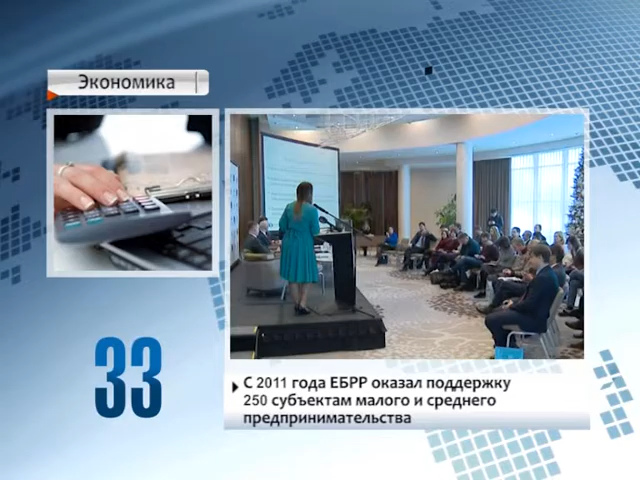 Экономика
33
С 2011 года ЕБРР оказал поддержку
250 субъектам малого и среднего
предпринимательства